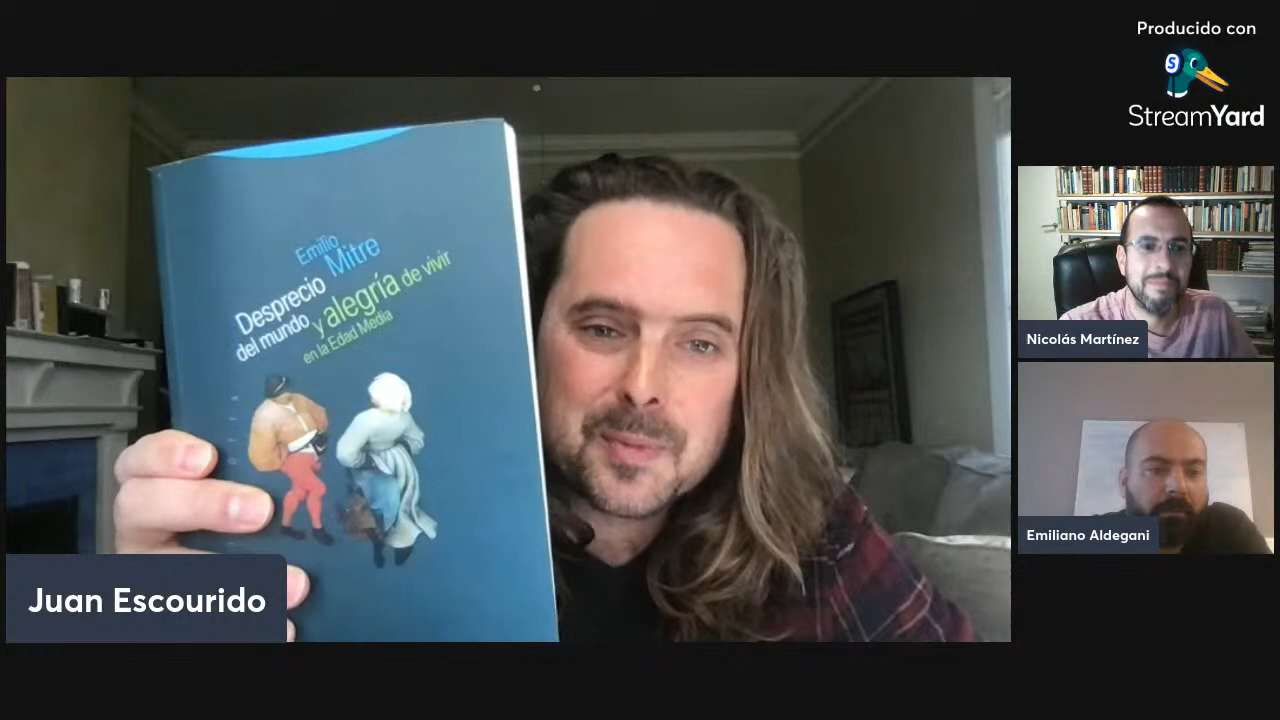 Producido con
StreamYard
Emilio
Mitre
Desprecio
del mundo
y alegría de vivir
en la Edad Media
Juan Escourido
Nicolás Martínez
Emiliano Aldegani